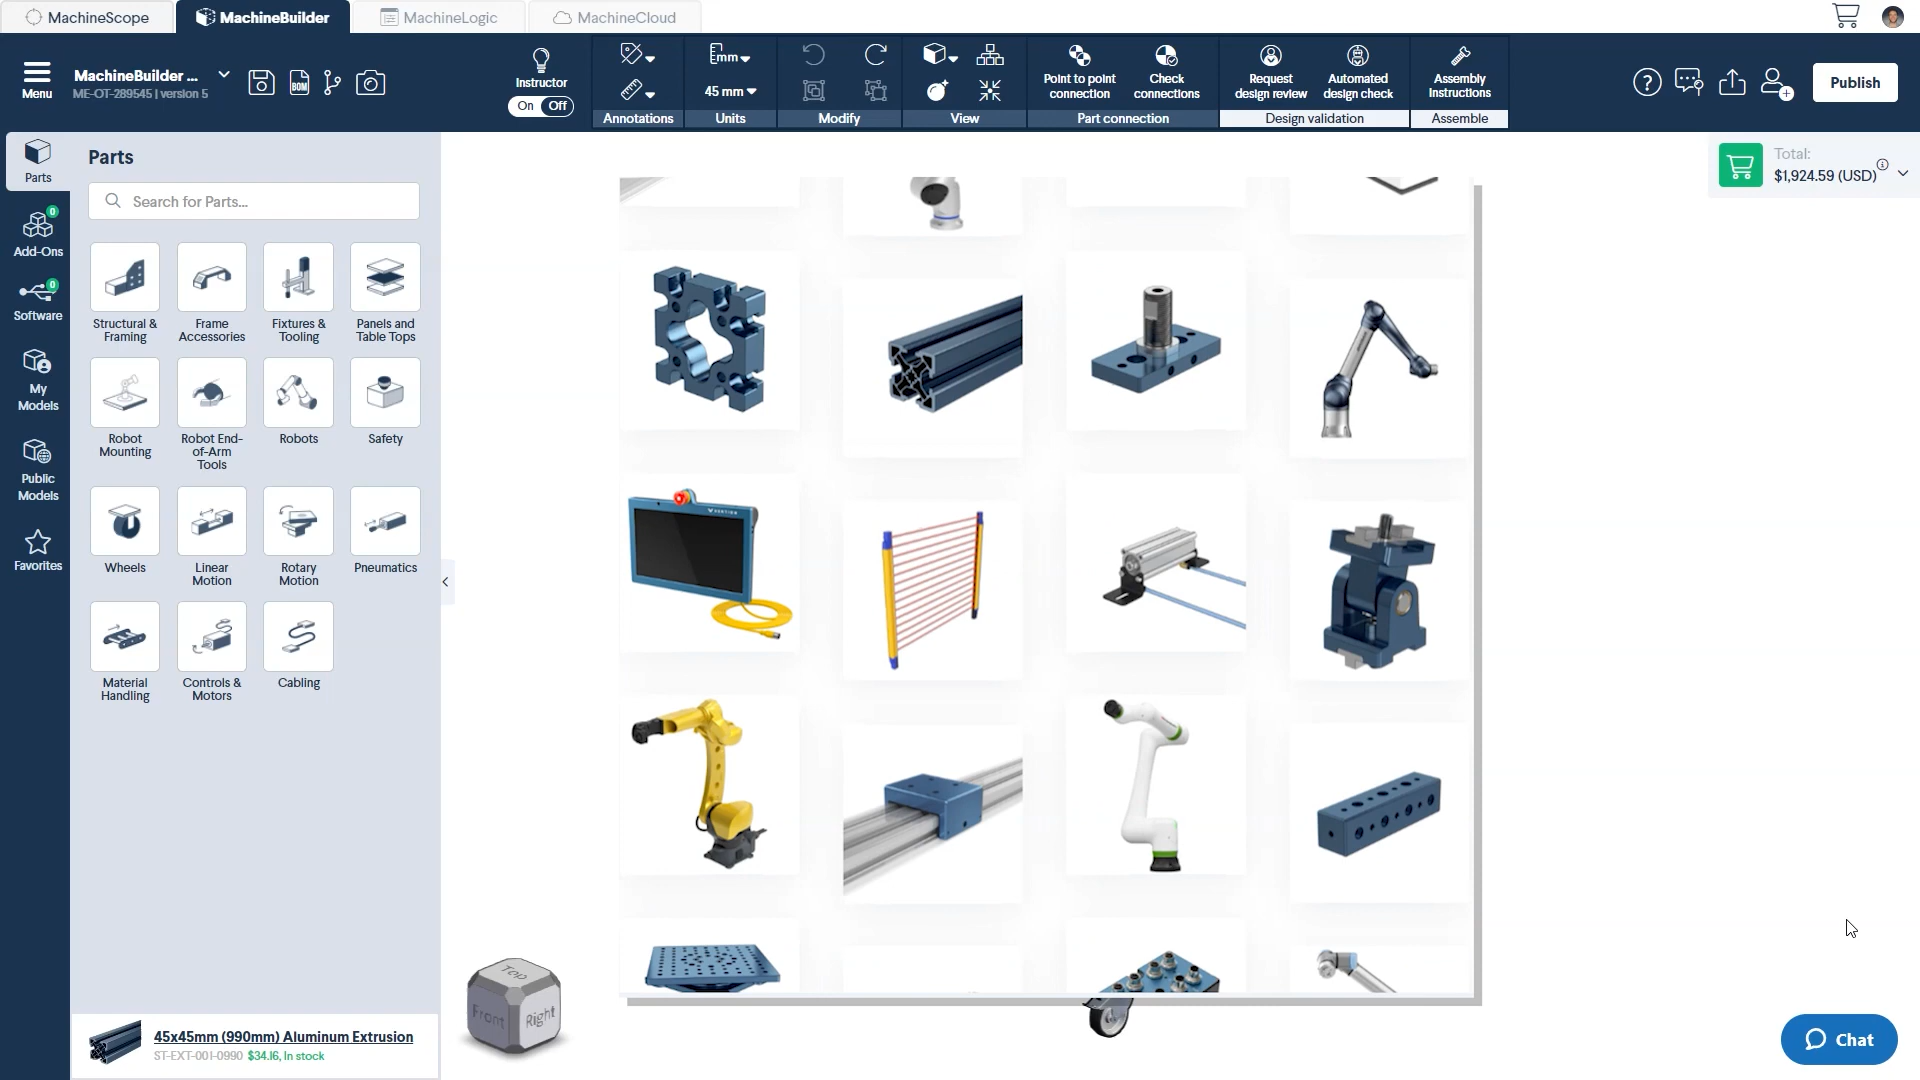 MachineScope
MachineBuilder
MachineLogic
MachineCloud
Menu
MachineBuilder ...
ME-OT-289545 | version 5
BOM
Instructor
On Off
mm
45 mm
Point to point
connection
Check
connections
Request
design review
Automated
design check
Assembly
Instructions
Publish
Annotations
Units
Modify
View
Part connection
Design validation
Assemble
Total:
$1,924.59 (USD)
Parts
Add-Ons
0
Software
0
My
Models
Public
Models
Favorites
Parts
Search for Parts...
Structural &
Framing
Frame
Accessories
Fixtures &
Tooling
Panels and
Table Tops
Robot
Mounting
Robot End-
of-Arm
Tools
Robots
Safety
Wheels
Linear
Motion
Rotary
Motion
Pneumatics
Material
Handling
Controls &
Motors
Cabling
VENTION
45x45mm (990mm) Aluminum Extrusion
ST-EXT-001-0990 $34.16, In stock
Top
Front
Right
Chat